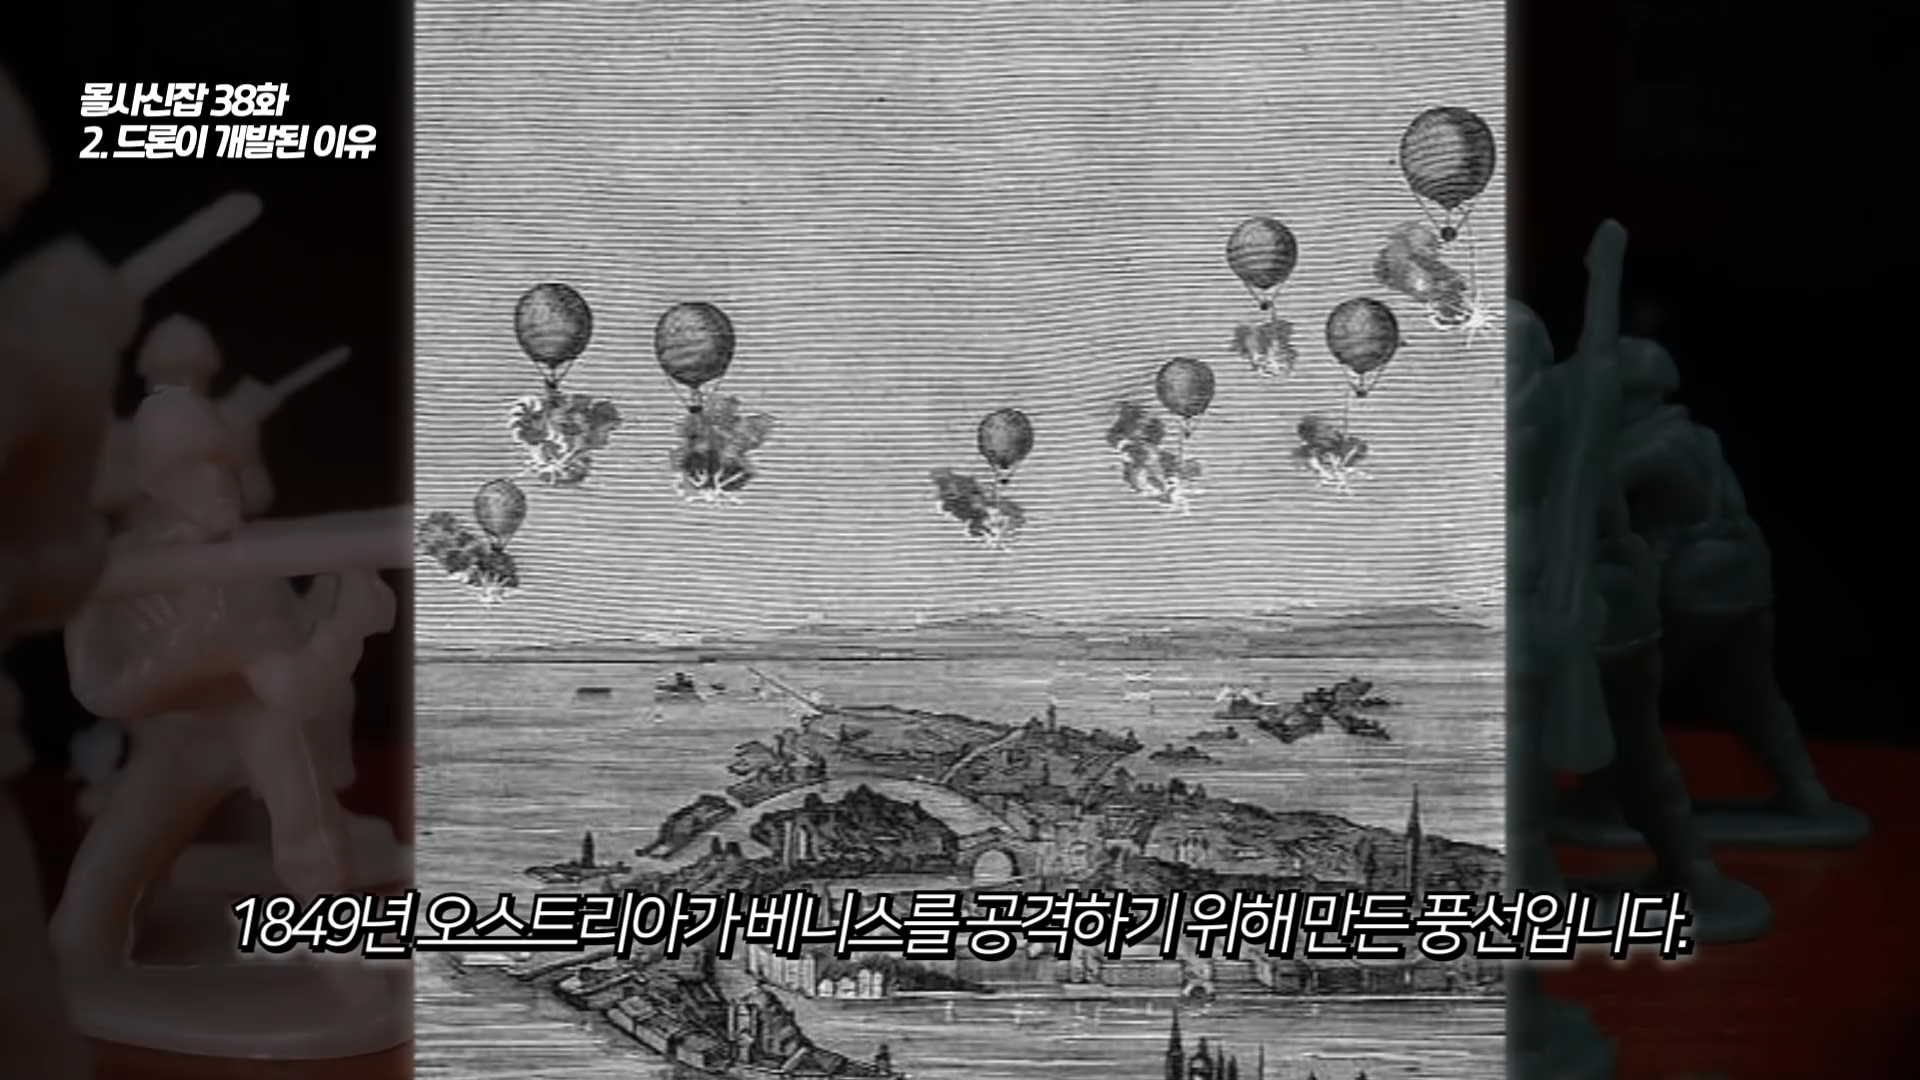 몰사신잡 38화
2. 드론이 개발된 이유
1849년 오스트리아가 베니스를 공격하기 위해 만든 풍선입니다.